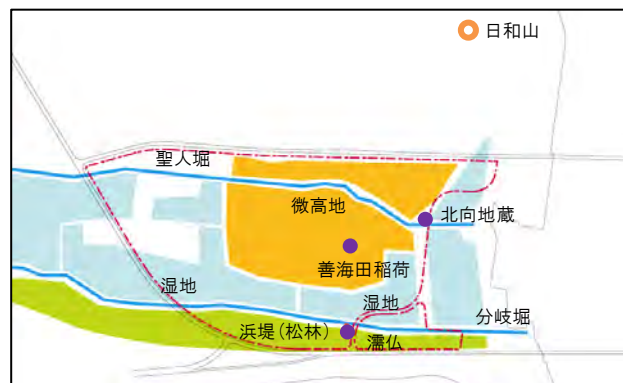 日和山
聖人堀
微高地
北向地蔵
善海田稲荷
湿地
湿地
分岐堀
浜堤(松林)
濡仏